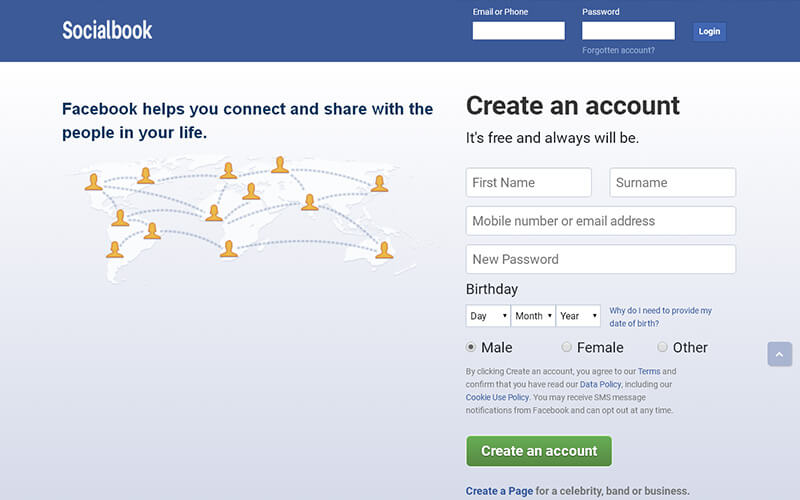 Socialbook
Email or Phone
Password
Login
Forgotten account?
Facebook helps you connect and share with the
people in your life.
Create an account
It's free and always will be.
First Name
Surname
Mobile number or email address
New Password
Birthday
Day
Month
Year
Why do I need to provide my
date of birth?
Male
Female
Other
By clicking Create an account, you agree to our Terms and
confirm that you have read our Data Policy, including our
Cookie Use Policy. You may receive SMS message
notifications from Facebook and can opt out at any time.
Create an account
Create a Page for a celebrity, band or business.